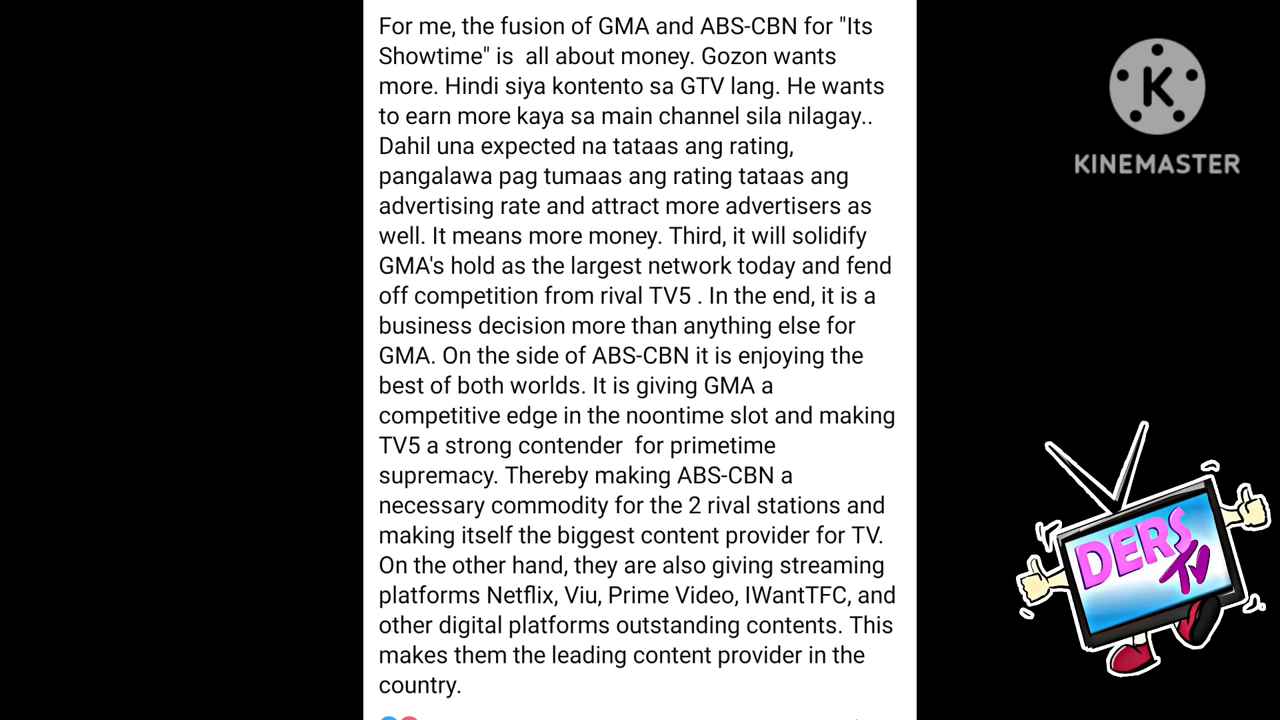 For me, the fusion of GMA and ABS-CBN for "Its
Showtime" is  all about money. Gozon wants
more. Hindi siya kontento sa GTV lang. He wants
to earn more kaya sa main channel sila nilagay..
Dahil una expected na tataas ang rating,
pangalawa pag tumaas ang rating tataas ang
advertising rate and attract more advertisers as
well. It means more money. Third, it will solidify
GMA's hold as the largest network today and fend
off competition from rival TV5 . In the end, it is a
business decision more than anything else for
GMA. On the side of ABS-CBN it is enjoying the
best of both worlds. It is giving GMA a
competitive edge in the noontime slot and making
TV5 a strong contender  for primetime
supremacy. Thereby making ABS-CBN a
necessary commodity for the 2 rival stations and
making itself the biggest content provider for TV.
On the other hand, they are also giving streaming
platforms Netflix, Viu, Prime Video, IWantTFC, and
other digital platforms outstanding contents. This
makes them the leading content provider in the
country.
K
KINEMASTER
DERS
TV